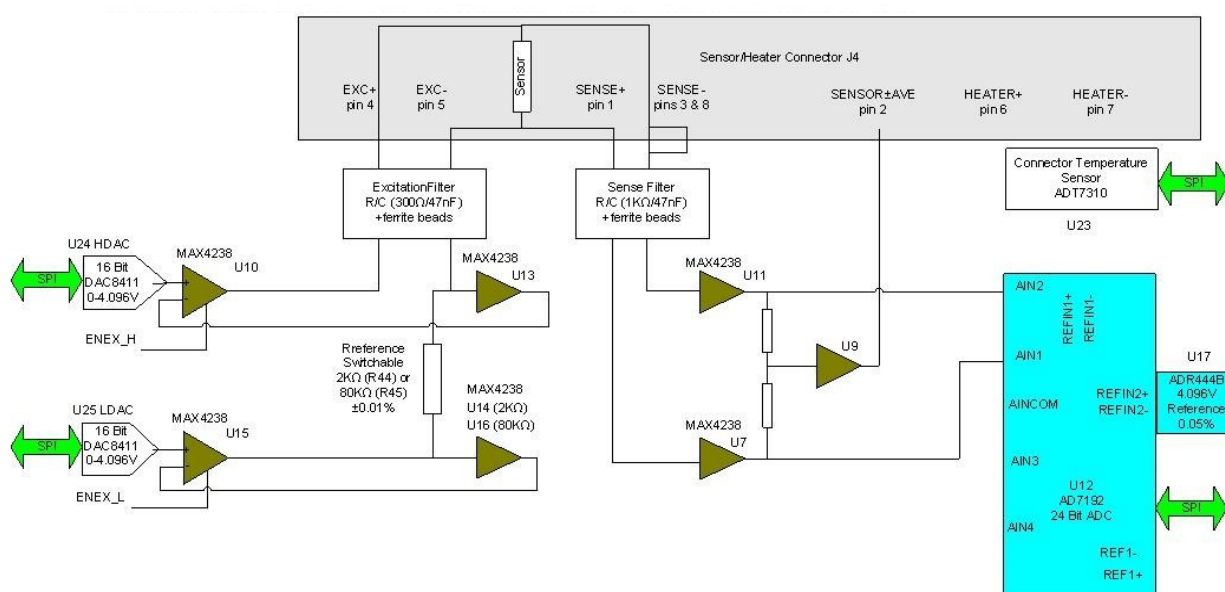 Sensor/Heater Connector J4
Sensor
EXC+
pin 4
EXC-
pin 5
SENSE+
pin 1
SENSE-
pins 3 & 8
SENSOR±AVE
pin 2
HEATER+
pin 6
HEATER-
pin 7
Connector Temperature
Sensor
ADT7310
SPI
U23
ExcitationFilter
R/C (300Ω/47nF)
+ferrite beads
Sense Filter
R/C (1KΩ/47nF)
+ferrite beads
U24 HDAC
SPI
16 Bit
DAC8411
0-4.096V
MAX4238
U10
+
-
ENEX_H
MAX4238
U13
Rreference
Switchable
2KΩ (R44) or
80KΩ (R45)
±0.01%
U25 LDAC
SPI
16 Bit
DAC8411
0-4.096V
MAX4238
U15
+
-
ENEX_L
MAX4238
U14 (2KΩ)
U16 (80KΩ)
MAX4238
U11
U9
MAX4238
U7
AIN2
REFIN1+
REFIN1-
AIN1
AINCOM
REFIN2+
REFIN2-
AIN3
U12
AD7192
24 Bit ADC
AIN4
REF1-
REF1+
U17
ADR444B
4.096V
Reference
0.05%
SPI